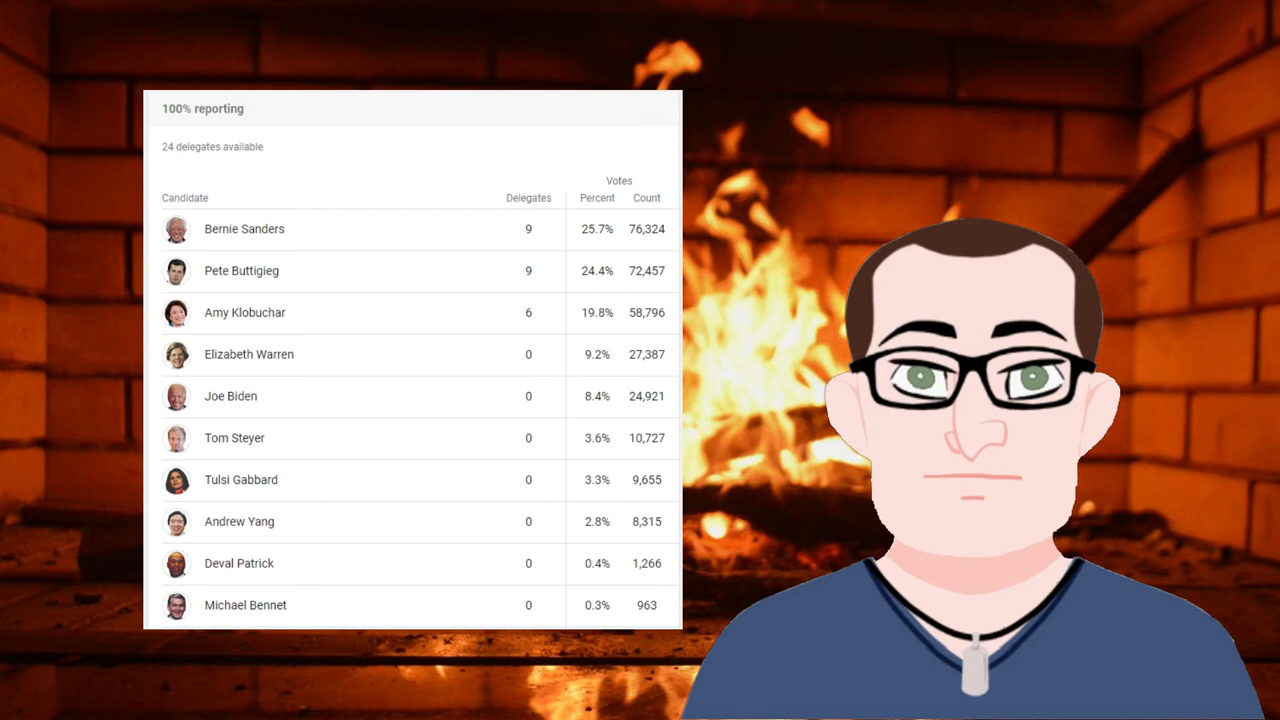 100% reporting
24 delegates available
Votes
Candidate Delegates Percent Count
Bernie Sanders 9 25.7% 76,324
Pete Buttigieg 9 24.4% 72,457
Amy Klobuchar 6 19.8% 58,796
Elizabeth Warren 0 9.2% 27,387
Joe Biden 0 8.4% 24,921
Tom Steyer 0 3.6% 10,727
Tulsi Gabbard 0 3.3% 9,655
Andrew Yang 0 2.8% 8,315
Deval Patrick 0 0.4% 1,266
Michael Bennet 0 0.3% 963